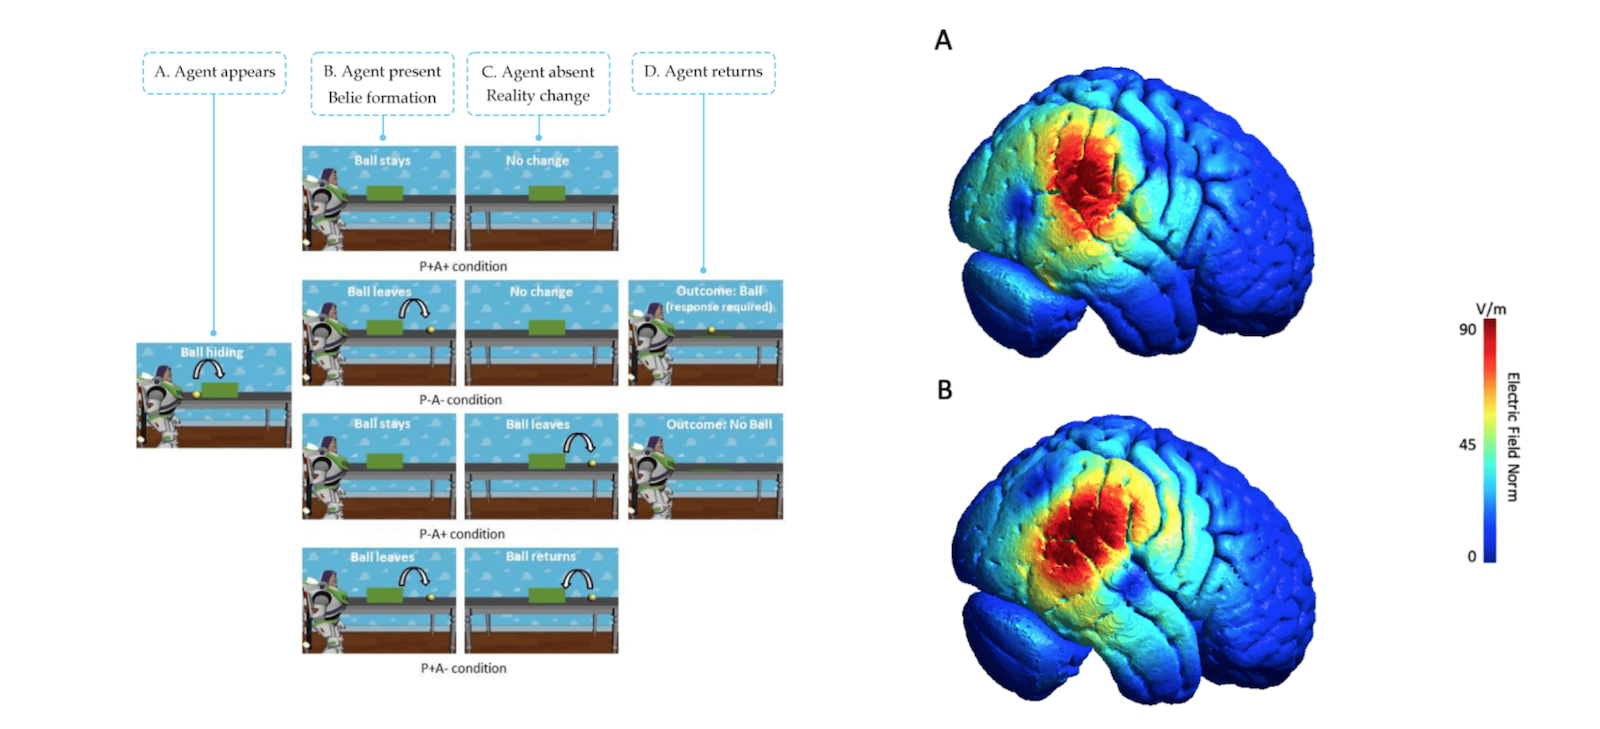 A. Agent appears
B. Agent present
Belie formation
C. Agent absent
Reality change
D. Agent returns
Ball stays
No change
P+A+ condition
Ball leaves
No change
Outcome: Ball
(response required)
P-A- condition
Ball hiding
Ball stays
Ball leaves
Outcome: No Ball
P-A+ condition
Ball leaves
Ball returns
P+A- condition
A
B
V/m
90
45
0
Electric Field Norm